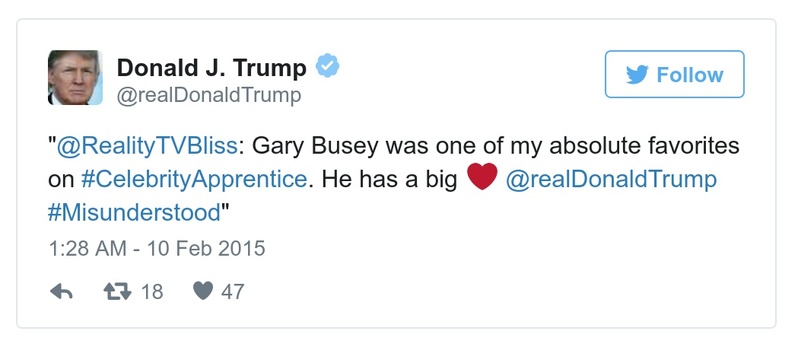 Donald J. Trump
@realDonaldTrump
Follow
"@RealityTVBliss: Gary Busey was one of my absolute favorites
on #CelebrityApprentice. He has a big ❤ @realDonaldTrump
#Misunderstood"
1:28 AM - 10 Feb 2015
18 47